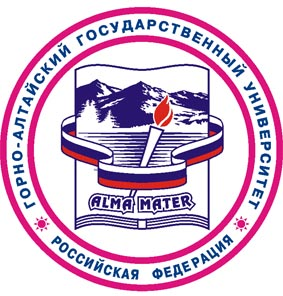 ГОРНО-АЛТАЙСКИЙ ГОСУДАРСТВЕННЫЙ УНИВЕРСИТЕТ
ALMA MATER
РОССИЙСКАЯ ФЕДЕРАЦИЯ